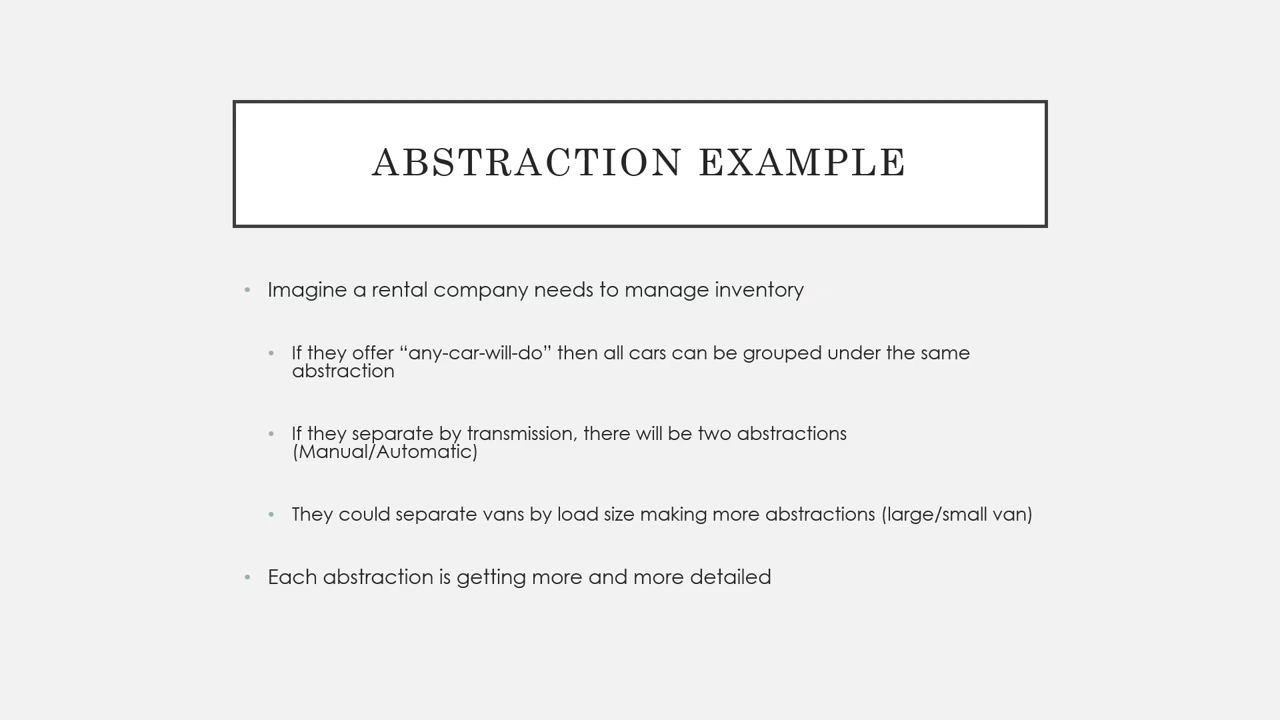 ABSTRACTION EXAMPLE
• Imagine a rental company needs to manage inventory
• If they offer “any-car-will-do” then all cars can be grouped under the same
abstraction
• If they separate by transmission, there will be two abstractions
(Manual/Automatic)
• They could separate vans by load size making more abstractions (large/small van)
• Each abstraction is getting more and more detailed